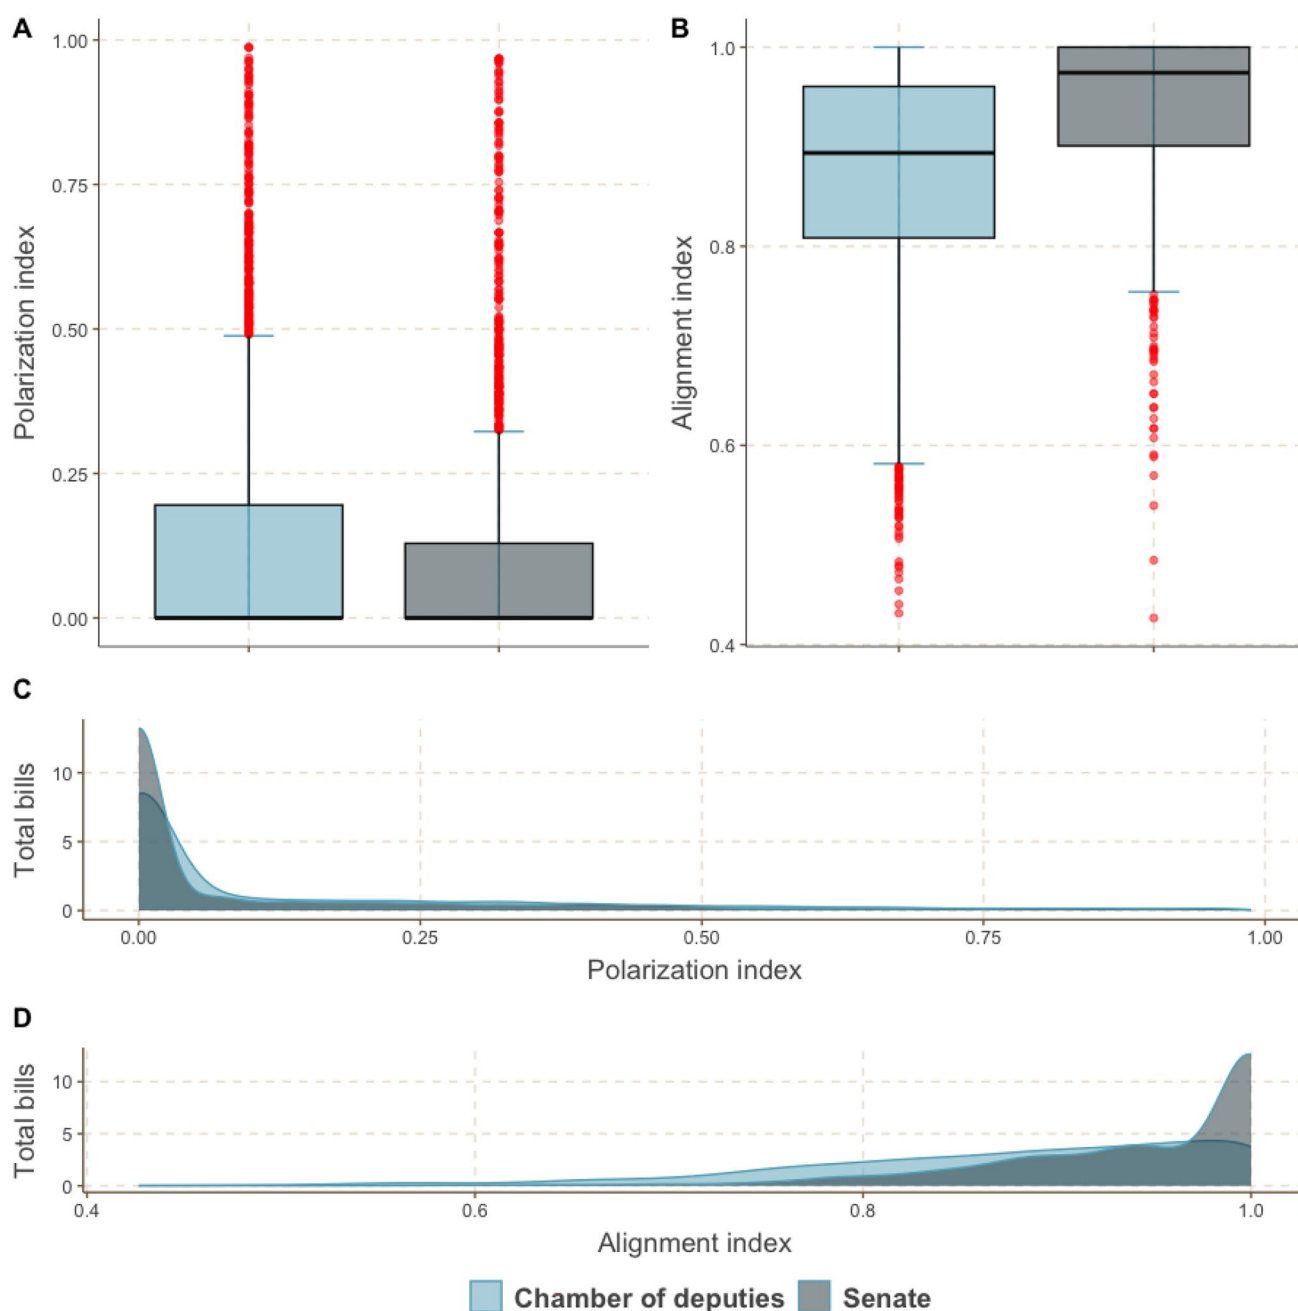 A
Polarization index
1.00
0.75
0.50
0.25
0.00
B
Alignment index
1.0
0.8
0.6
0.4
C
Total bills
10
5
0
0.00 0.25 0.50 0.75 1.00
Polarization index
D
Total bills
10
5
0
0.4 0.6 0.8 1.0
Alignment index
Chamber of deputies Senate